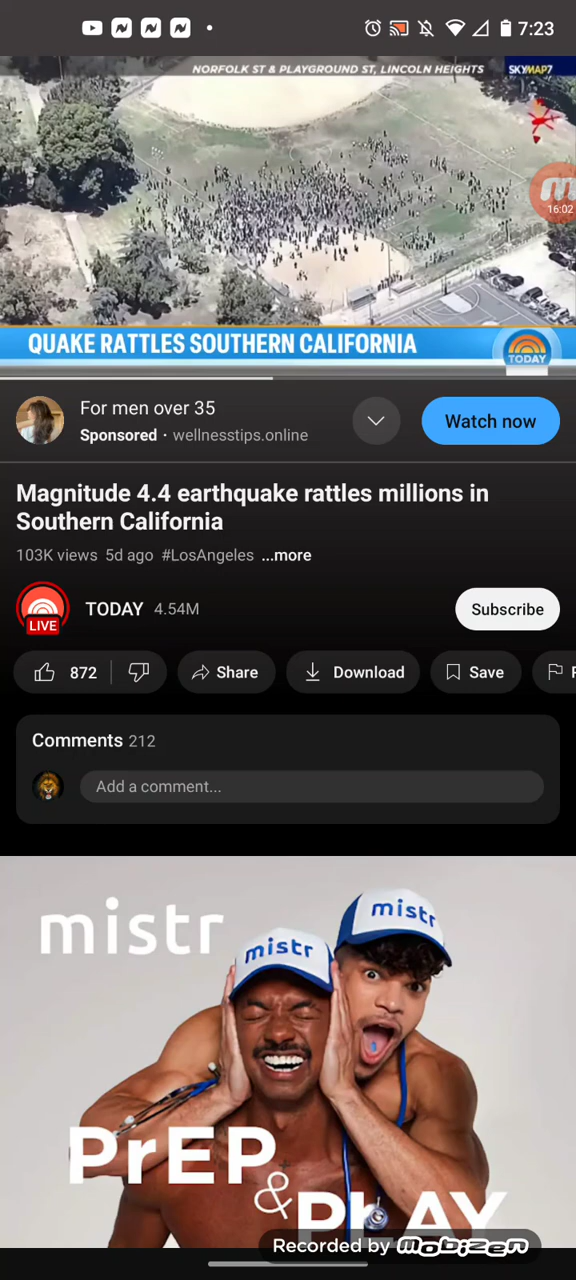 7:23
NORFOLK ST & PLAYGROUND ST, LINCOLN HEIGHTS
SKYMAP7
16:02
QUAKE RATTLES SOUTHERN CALIFORNIA
TODAY
For men over 35
Sponsored · wellnesstips.online
Watch now
Magnitude 4.4 earthquake rattles millions in
Southern California
103K views 5d ago #LosAngeles ...more
LIVE
TODAY 4.54M
Subscribe
872
Share
Download
Save
Comments 212
Add a comment...
mistr
mistr
mistr
PrEP
& PLAY
Recorded by mobizen